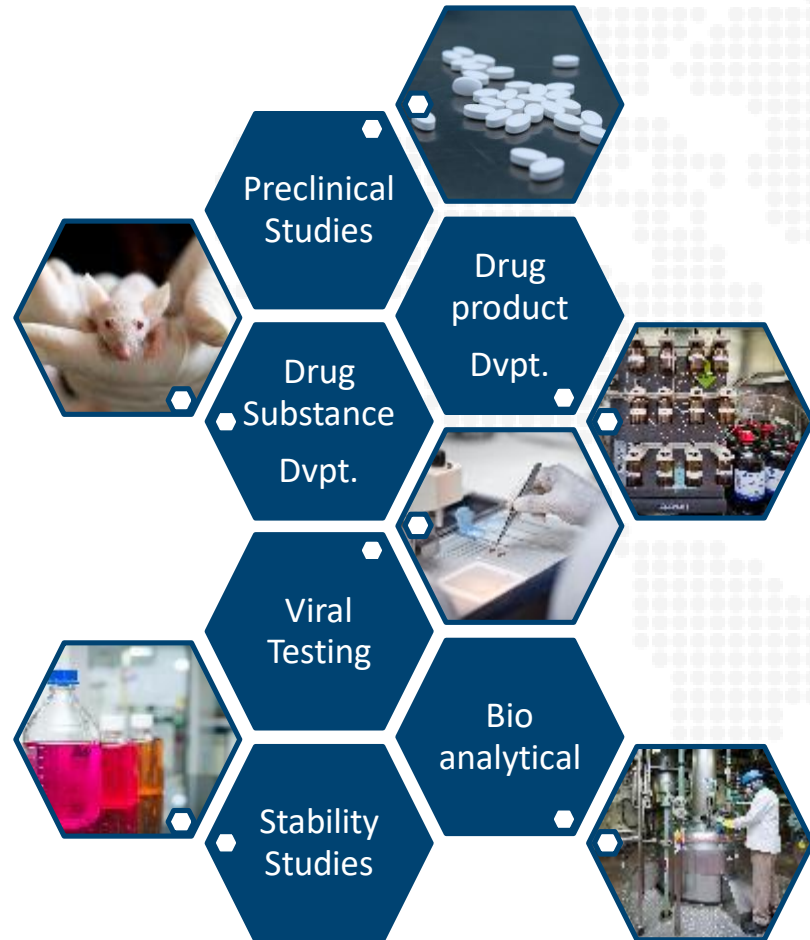 Preclinical
Studies
Drug
product
Dvpt.
Drug
Substance
Dvpt.
Viral
Testing
Bio
analytical
Stability
Studies